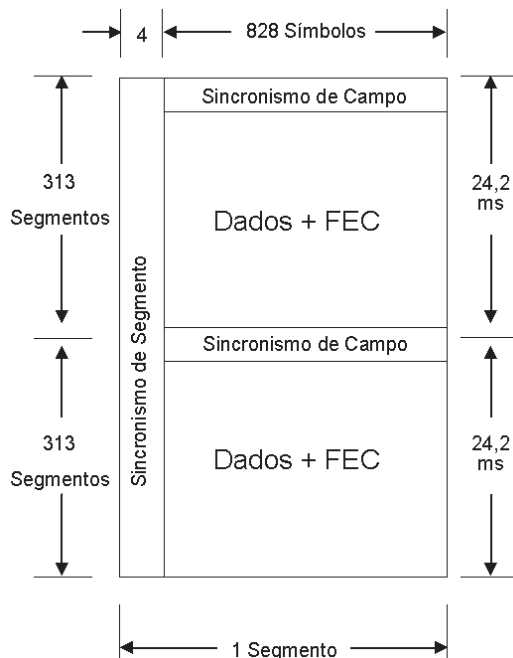 4
828 Símbolos
Sincronismo de Campo
313
Segmentos
24,2
ms
Dados + FEC
Sincronismo de Segmento
Sincronismo de Campo
313
Segmentos
24,2
ms
Dados + FEC
1 Segmento